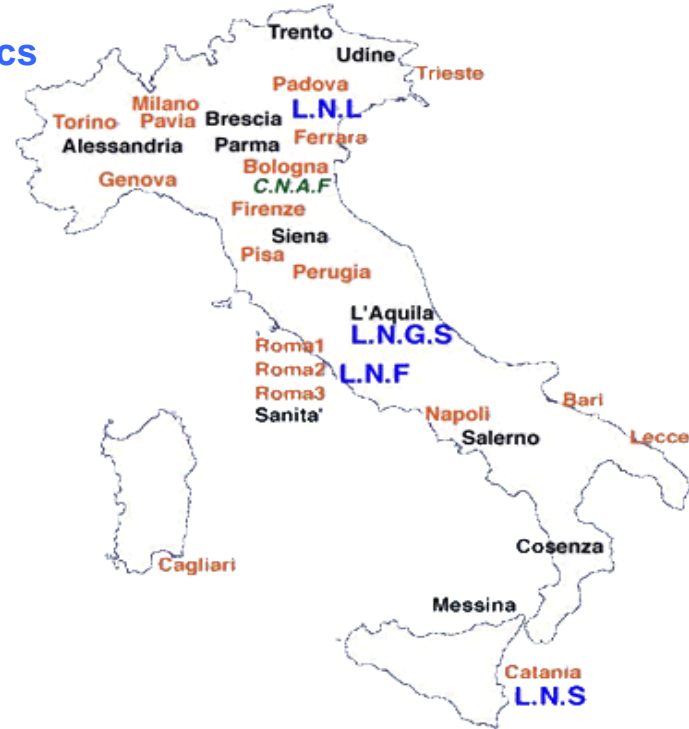 cs
Trento
Udine
Trieste
Padova
L.N.L
Milano
Torino
Pavia
Brescia
Ferrara
Alessandria
Parma
Bologna
Genova
C.N.A.F
Firenze
Siena
Pisa
Perugia
L'Aquila
L.N.G.S
Roma1
Roma2
L.N.F
Roma3
Sanita'
Napoli
Bari
Salerno
Lecce
Cosenza
Cagliari
Messina
Catania
L.N.S